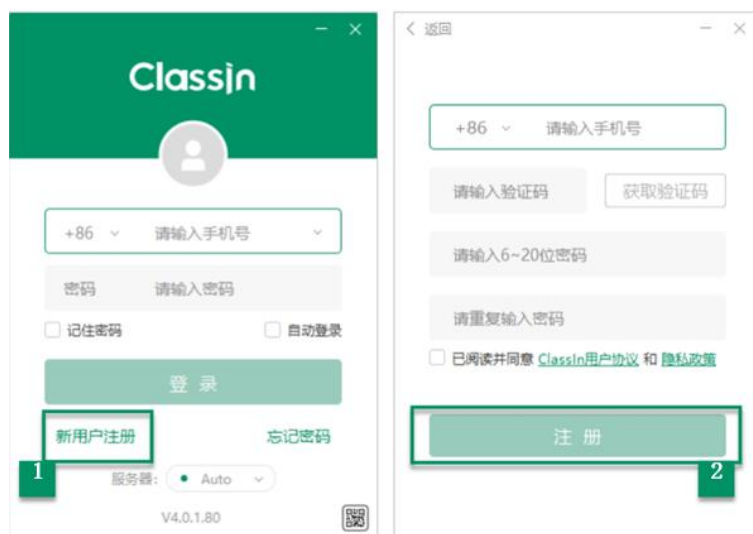 ClassIn
+86 请输入手机号
密码 请输入密码
记住密码 自动登录
登 录
新用户注册 忘记密码
1
服务器: Auto
V4.0.1.80
返回
+86 请输入手机号
请输入验证码 获取验证码
请输入6~20位密码
请重复输入密码
已阅读并同意 ClassIn用户协议 和 隐私政策
注 册
2